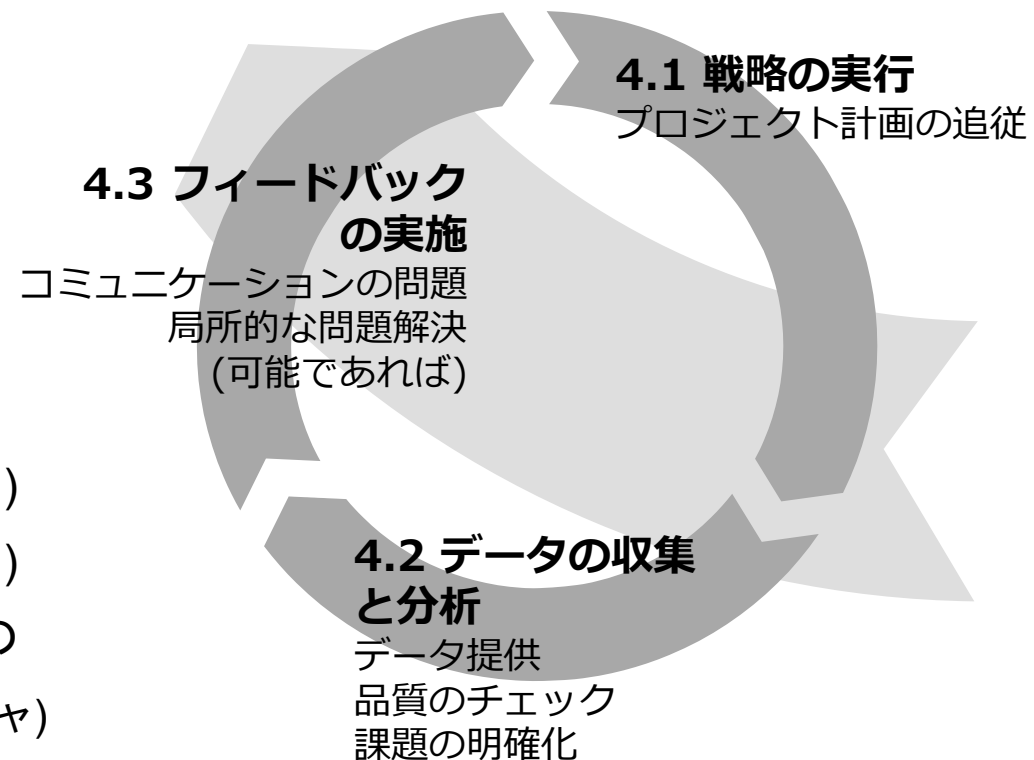 4.1 戦略の実行
プロジェクト計画の追従
4.3 フィードバック
の実施
コミュニケーションの問題
局所的な問題解決
(可能であれば)
)
)
4.2 データの収集
と分析
データ提供
品質のチェック
課題の明確化
ャ)